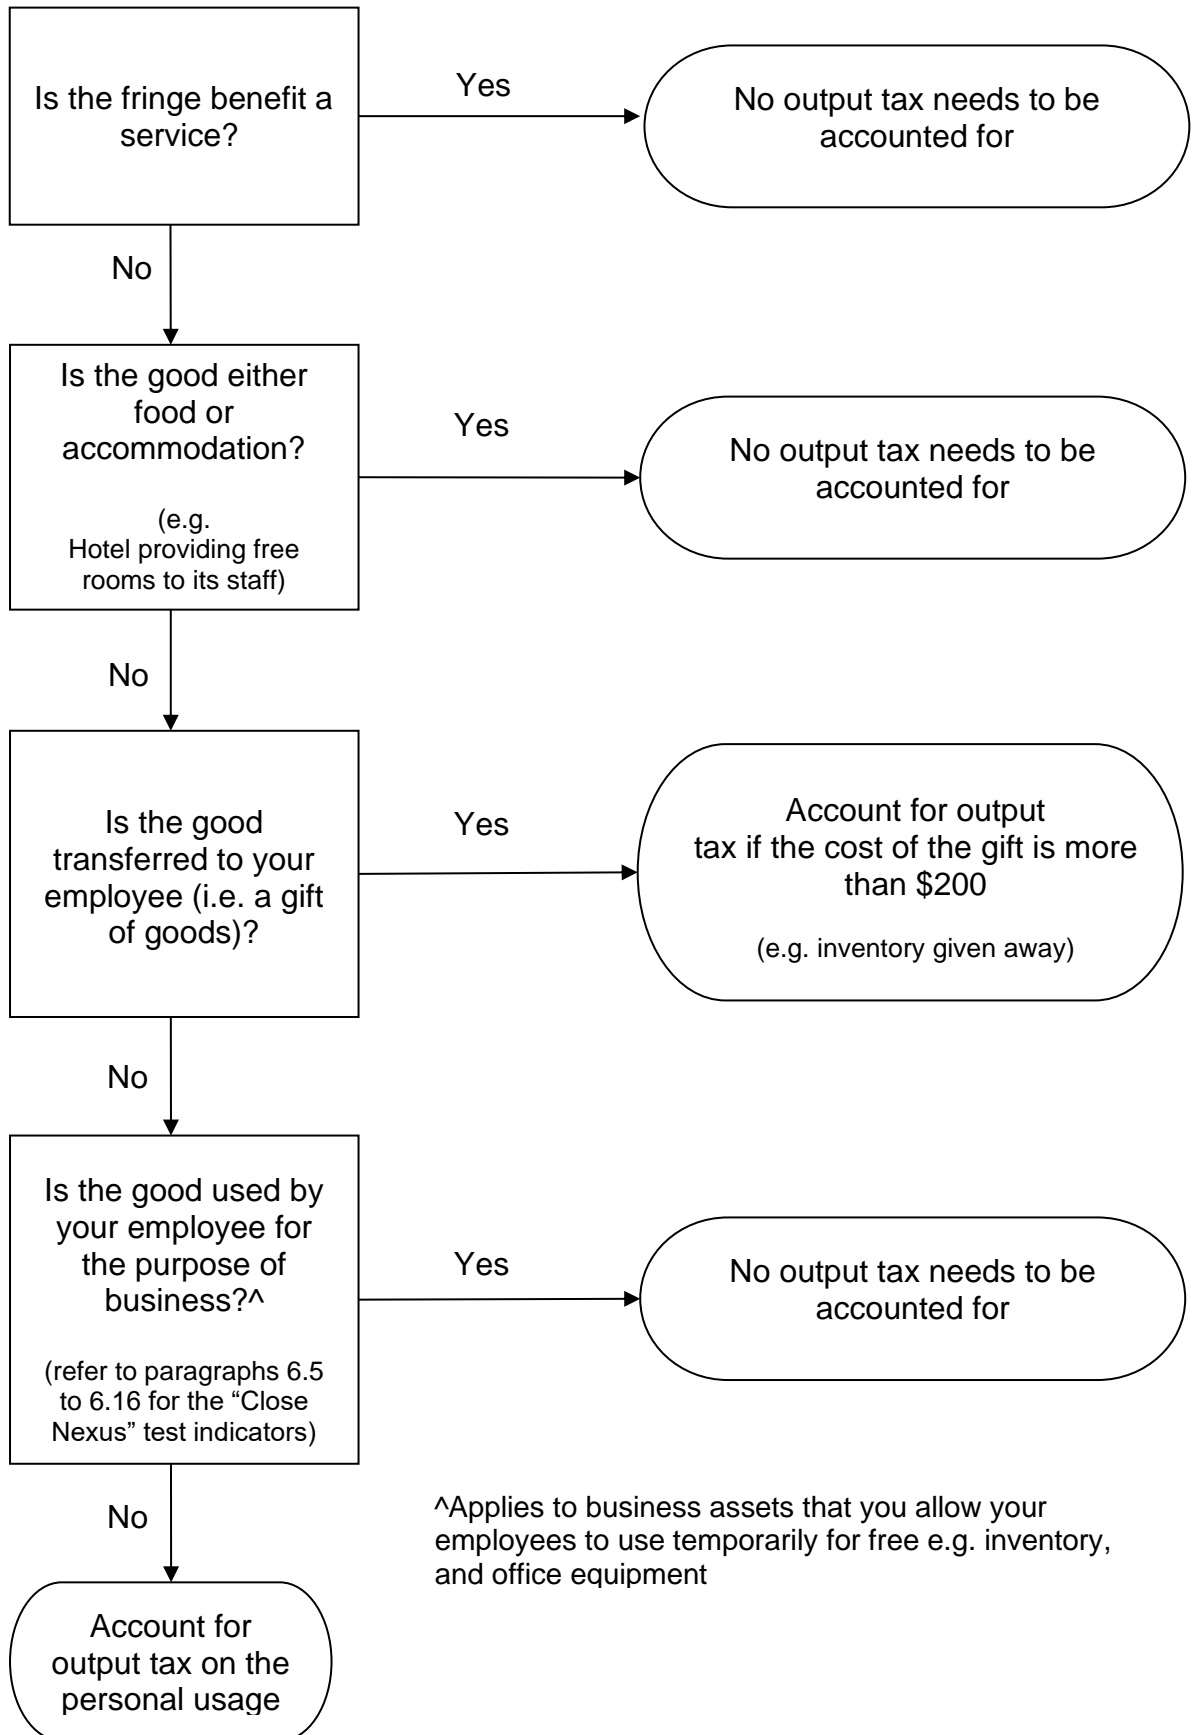 Is the fringe benefit a
service?
Yes
No output tax needs to be
accounted for
No
Is the good either
food or
accommodation?
(e.g.
Hotel providing free
rooms to its staff)
Yes
No output tax needs to be
accounted for
No
Is the good
transferred to your
employee (i.e. a gift
of goods)?
Yes
Account for output
tax if the cost of the gift is more
than $200
(e.g. inventory given away)
No
Is the good used by
your employee for
the purpose of
business?^
(refer to paragraphs 6.5
to 6.16 for the “Close
Nexus” test indicators)
Yes
No output tax needs to be
accounted for
No
^Applies to business assets that you allow your
employees to use temporarily for free e.g. inventory,
and office equipment
Account for
output tax on the
personal usage